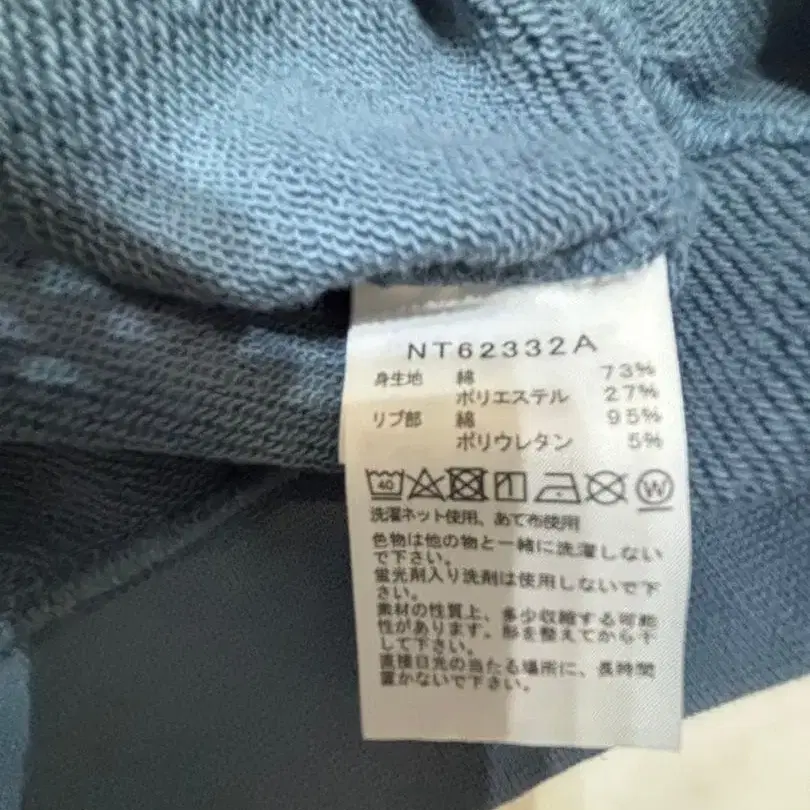 NT62332A
身生地 綿 73%
ポリエステル 27%
リブ部 綿 95%
ポリウレタン 5%
40 W
洗濯ネット使用、あて布使用
色物は他の物と一緒に洗濯しない
で下さい。
蛍光剤入り洗剤は使用しないで下
さい。
素材の性質上、多少収縮する可能
性があります。形を整えてから干
して下さい。
直接日光の当たる場所に、長時間
置かないで下さい。